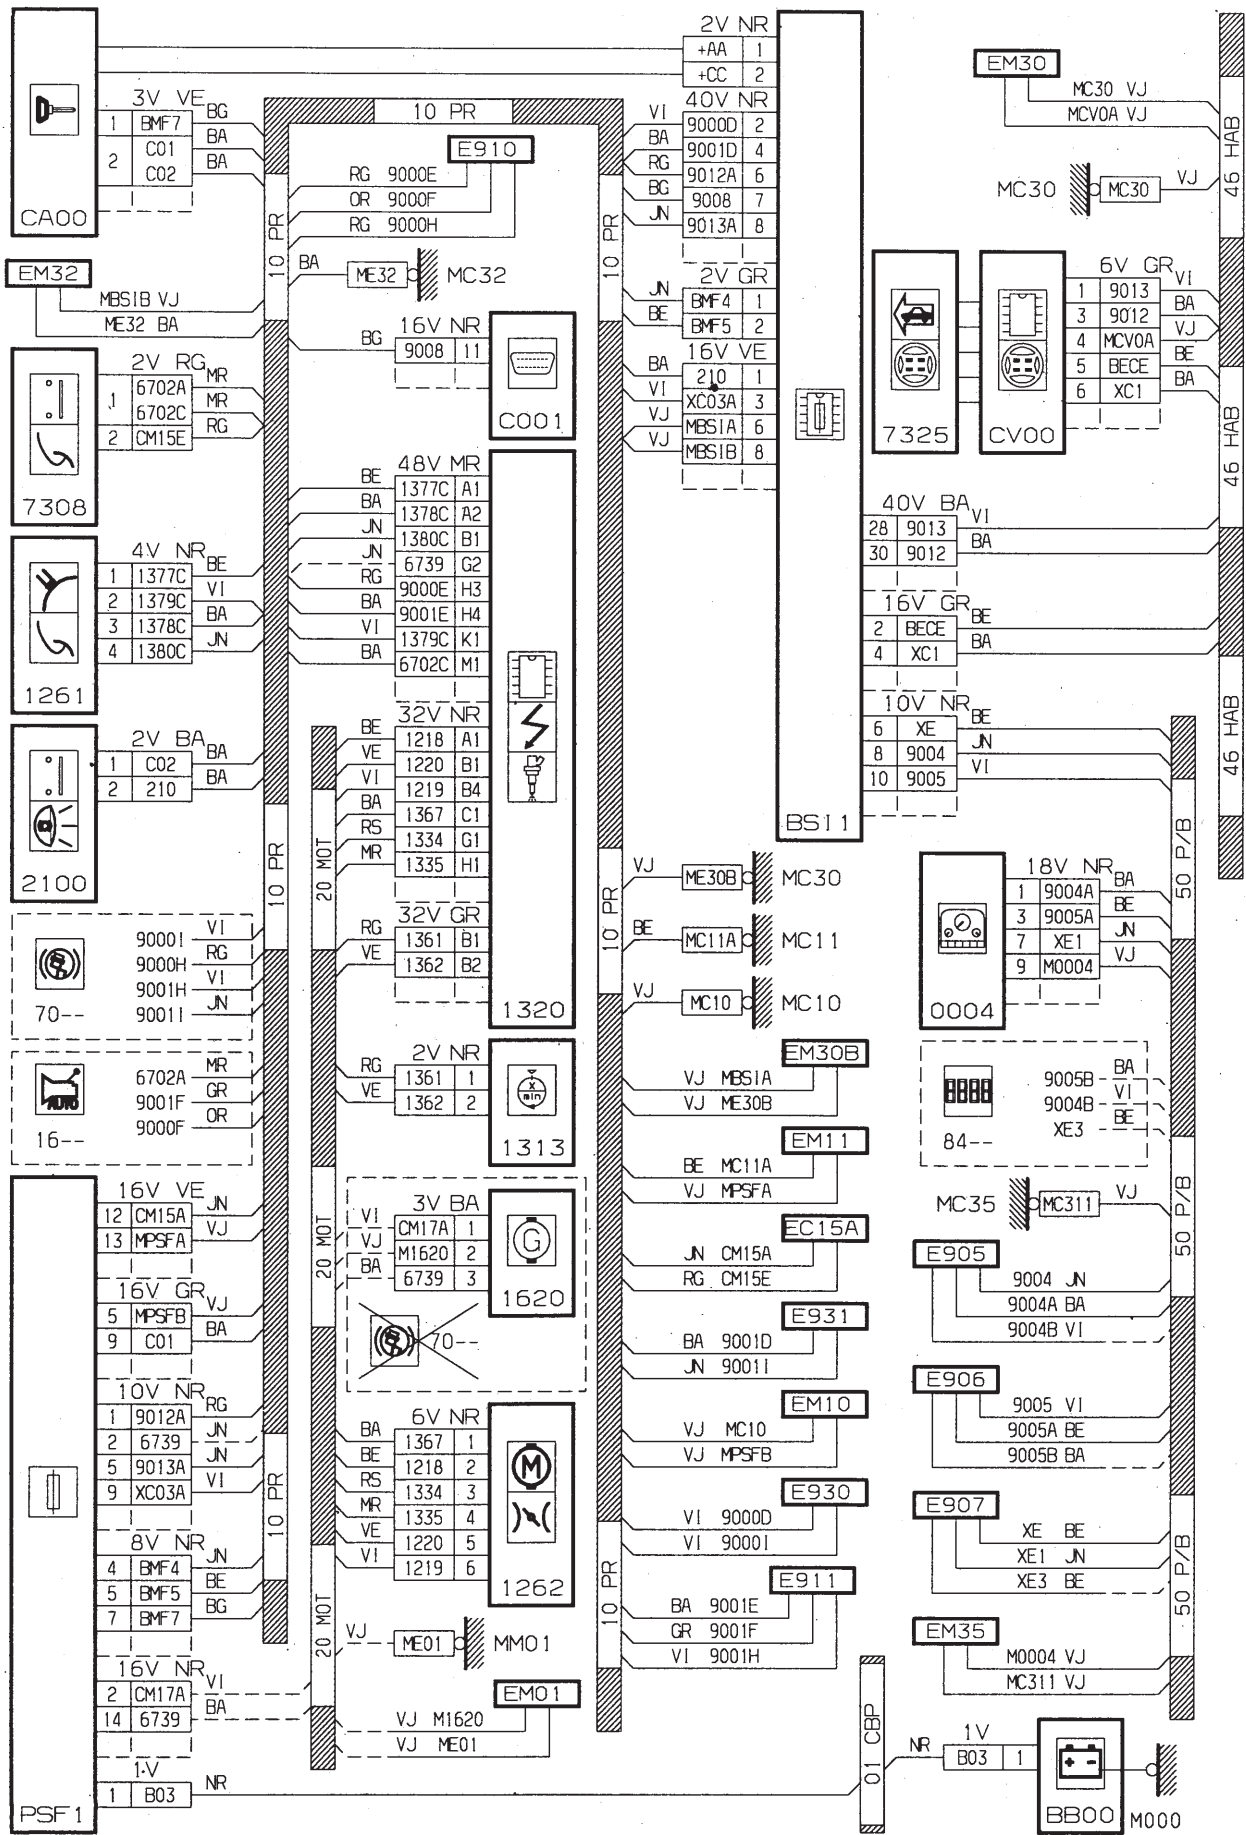 CA00
3V VE
1 BMF7 BG
2 C01 BA
C02 BA
EM32
MBSIB VJ
ME32 BA
7308
2V RG
1 6702A MR
6702C MR
2 CM15E RG
1261
4V NR
1 1377C BE
2 1379C VI
3 1378C BA
4 1380C JN
2100
2V BA
1 C02 BA
2 210 BA
70--
9000I VI
9000H RG
9001H VI
9001I JN
16--
AUTO
6702A MR
9001F GR
9000F OR
PSF1
16V VE
12 CM15A JN
13 MPSFA VJ
16V GR
5 MPSFB VJ
9 C01 BA
10V NR
1 9012A RG
2 6739 JN
5 9013A JN
9 XC03A VI
8V NR
4 BMF4 JN
5 BMF5 BE
7 BMF7 BG
16V NR
2 CM17A VI
14 6739 BA
1V
1 B03 NR
10 PR
10 PR
10 PR
10 PR
E910
RG 9000E
OR 9000F
RG 9000H
BA ME32 MC32
16V NR
BG 9008 11
C001
48V MR
BE 1377C A1
BA 1378C A2
JN 1380C B1
JN 6739 G2
RG 9000E H3
BA 9001E H4
VI 1379C K1
BA 6702C M1
32V NR
BE 1218 A1
VE 1220 B1
VI 1219 B4
BA 1367 C1
RS 1334 G1
MR 1335 H1
32V GR
RG 1361 B1
VE 1362 B2
1320
2V NR
RG 1361 1
VE 1362 2
x
min
1313
3V BA
VI CM17A 1
VJ M1620 2
BA 6739 3
G
1620
70--
6V NR
BA 1367 1
BE 1218 2
RS 1334 3
MR 1335 4
VE 1220 5
VI 1219 6
M
1262
VJ ME01 MM01
EM01
VJ M1620
VJ ME01
20 MOT
20 MOT
20 MOT
10 PR
10 PR
10 PR
2V NR
+AA 1
+CC 2
40V NR
VI 9000D 2
BA 9001D 4
RG 9012A 6
BG 9008 7
JN 9013A 8
2V GR
JN BMF4 1
BE BMF5 2
16V VE
BA 210 1
VI XC03A 3
VJ MBSIA 6
VJ MBSIB 8
BSI1
40V BA
28 9013 VI
30 9012 BA
16V GR
2 BECE BE
4 XC1 BA
10V NR
6 XE BE
8 9004 JN
10 9005 VI
VJ ME30B MC30
BE MC11A MC11
VJ MC10 MC10
EM30B
VJ MBSIA
VJ ME30B
EM11
BE MC11A
VJ MPSFA
EC15A
JN CM15A
RG CM15E
E931
BA 9001D
JN 9001I
EM10
VJ MC10
VJ MPSFB
E930
VI 9000D
VI 9000I
E911
BA 9001E
GR 9001F
VI 9001H
EM30
MC30 VJ
MCV0A VJ
MC30 MC30 VJ
7325
CV00
6V GR
1 9013 VI
3 9012 BA
4 MCV0A VJ
5 BECE BE
6 XC1 BA
46 HAB
46 HAB
46 HAB
0004
18V NR
1 9004A BA
3 9005A BE
7 XE1 JN
9 M0004 VJ
84--
9005B BA
9004B VI
XE3 BE
MC35 MC311 VJ
E905
9004 JN
9004A BA
9004B VI
E906
9005 VI
9005A BE
9005B BA
E907
XE BE
XE1 JN
XE3 BE
EM35
M0004 VJ
MC311 VJ
50 P/B
50 P/B
50 P/B
01 CBP
1V
NR B03 1
+ -
BB00 M000